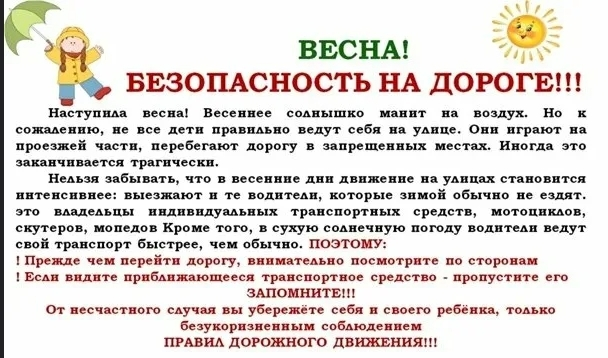 ВЕСНА!
БЕЗОПАСНОСТЬ НА ДОРОГЕ!!!
Наступила весна! Весеннее солнышко манит на воздух. Но к
сожалению, не все дети правильно ведут себя на улице. Они играют на
проезжей части, перебегают дорогу в запрещенных местах. Иногда это
заканчивается трагически.
Нельзя забывать, что в весенние дни движение на улицах становится
интенсивнее: выезжают и те водители, которые зимой обычно не ездят.
это владельцы индивидуальных транспортных средств, мотоциклов,
скутеров, мопедов Кроме того, в сухую солнечную погоду водители ведут
свой транспорт быстрее, чем обычно. ПОЭТОМУ:
! Прежде чем перейти дорогу, внимательно посмотрите по сторонам
! Если видите приближающееся транспортное средство - пропустите его
ЗАПОМНИТЕ!!!
От несчастного случая вы убережёте себя и своего ребёнка, только
безукоризненным соблюдением
ПРАВИЛ ДОРОЖНОГО ДВИЖЕНИЯ!!!